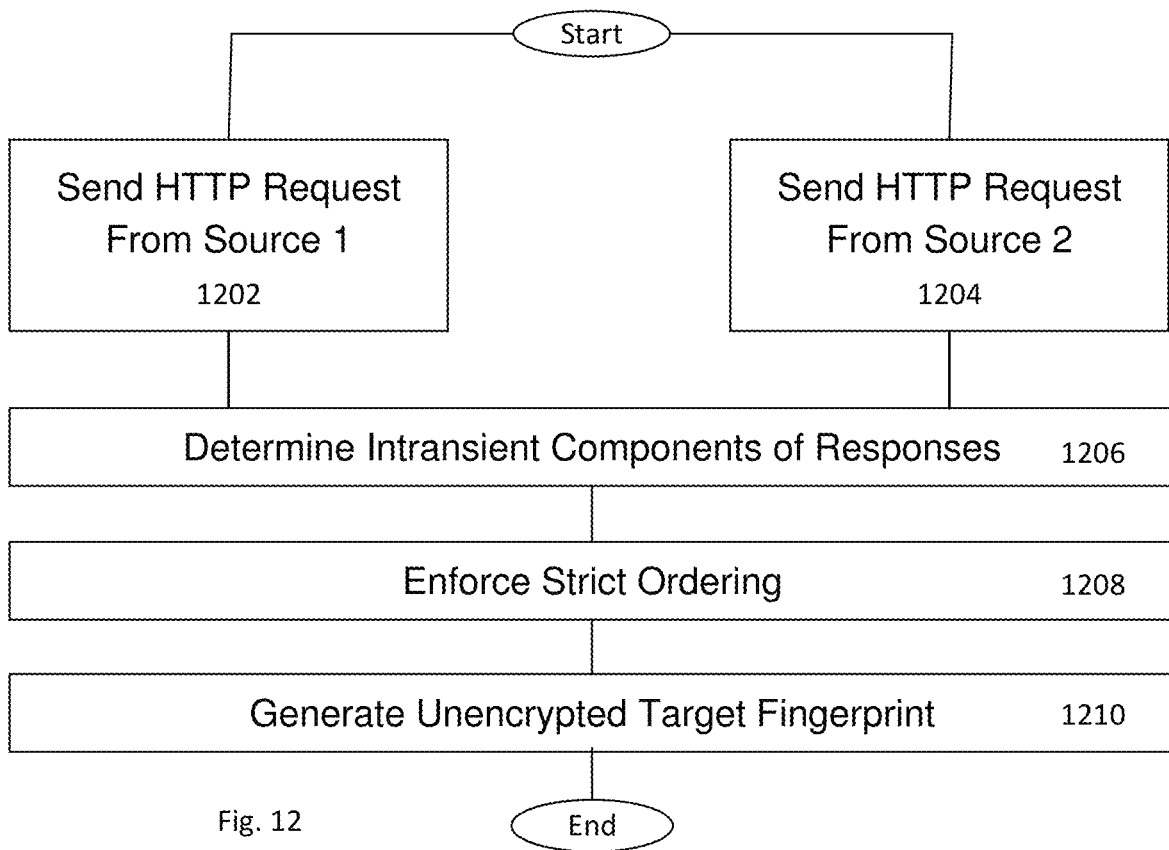 Start
Send HTTP Request
From Source 1
1202
Send HTTP Request
From Source 2
1204
Determine Intransient Components of Responses 1206
Enforce Strict Ordering 1208
Generate Unencrypted Target Fingerprint 1210
Fig. 12
End